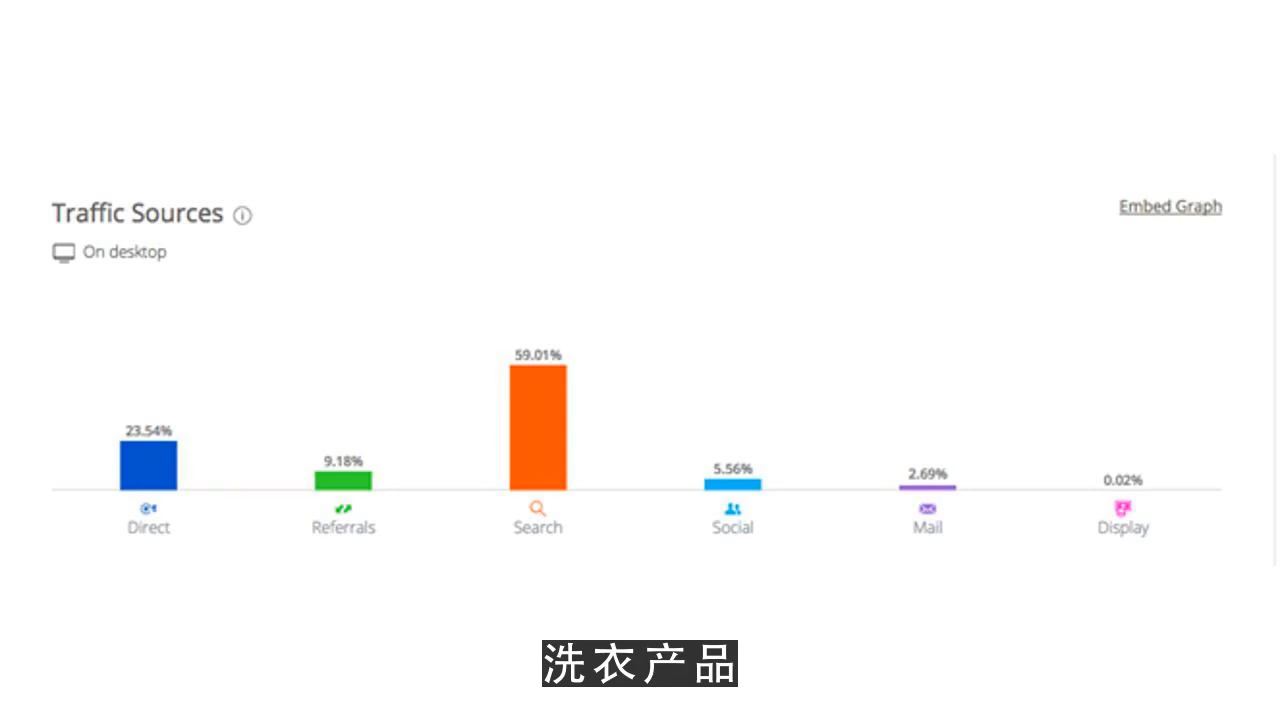 Traffic Sources
Embed Graph
On desktop
23.54%
9.18%
59.01%
5.56%
2.69%
0.02%
Direct
Referrals
Search
Social
Mail
Display
洗衣产品